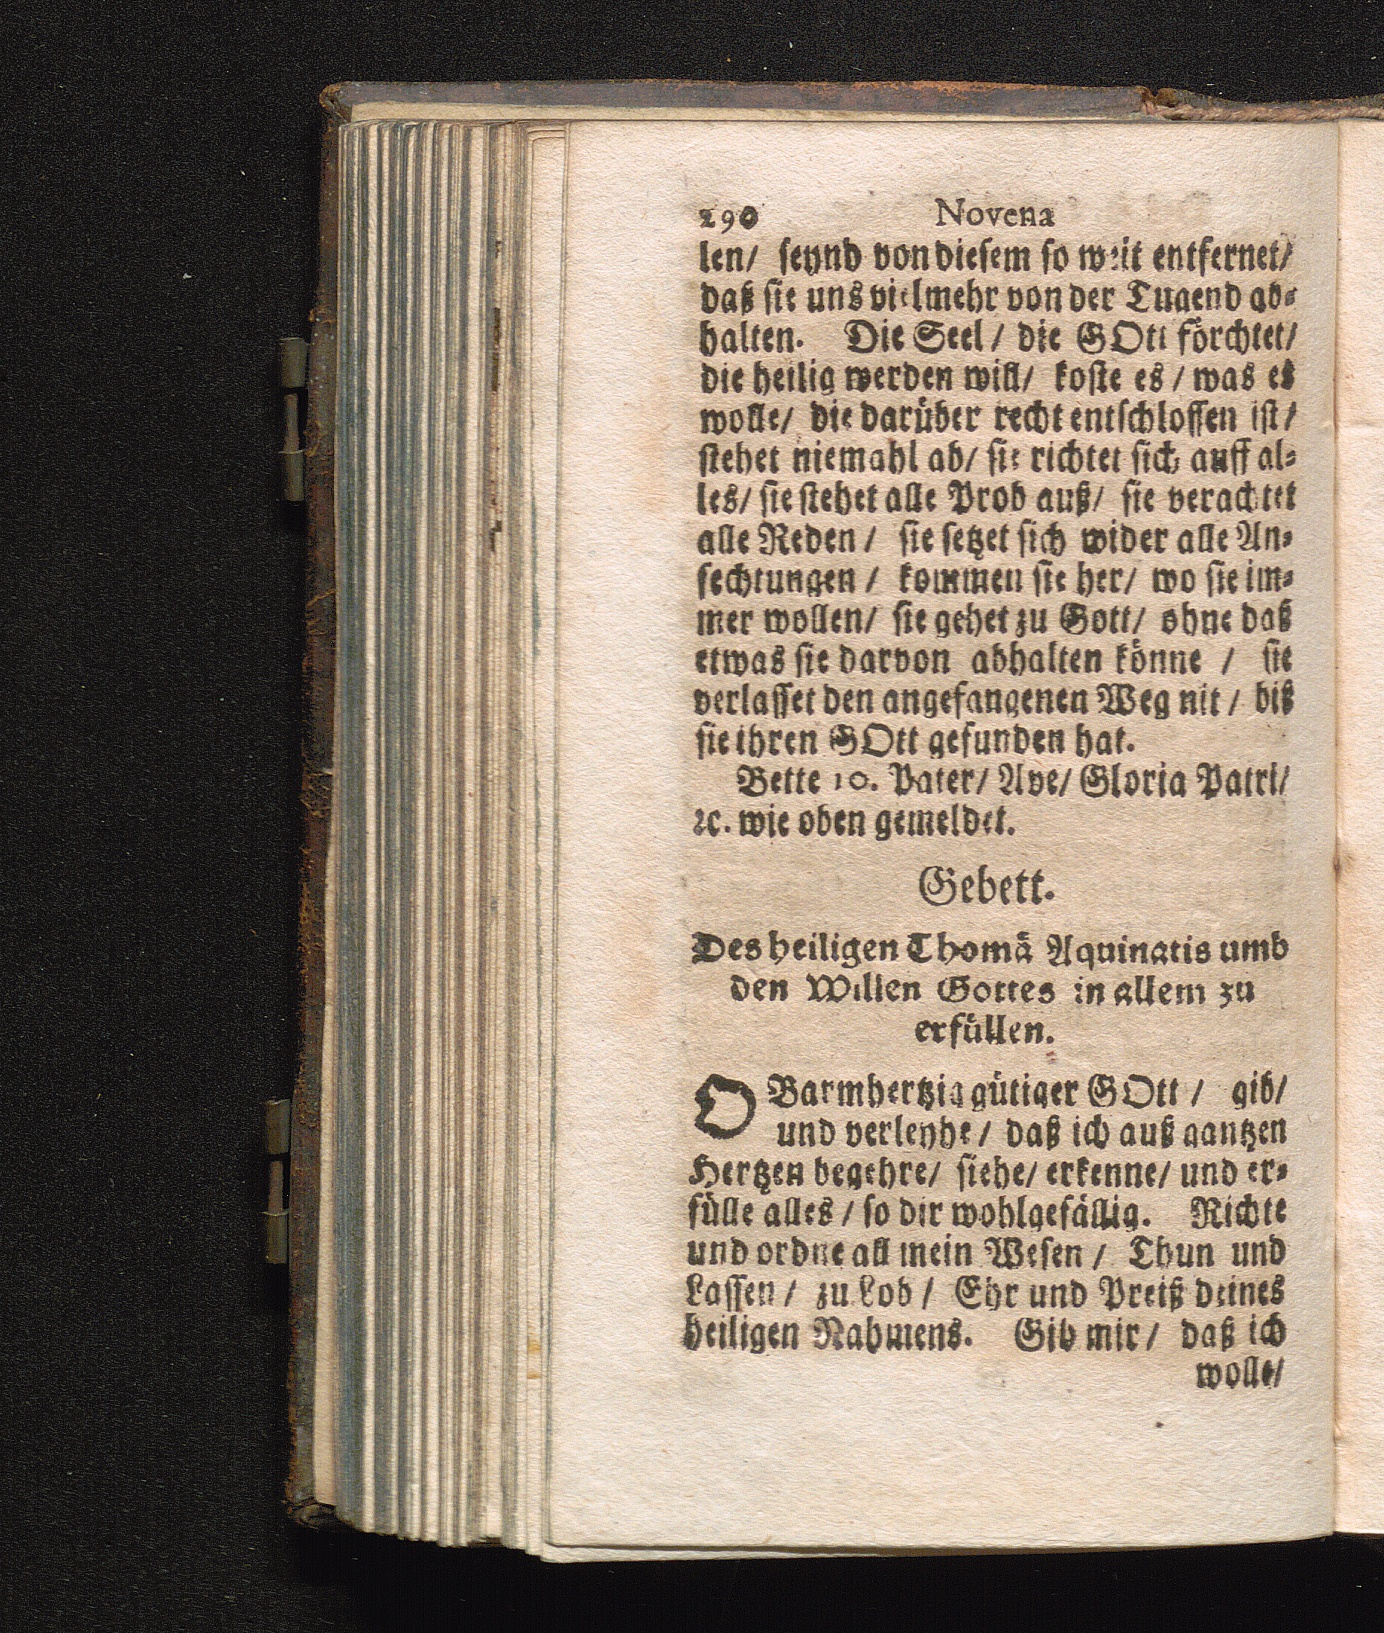 290 Novena
len/ seynd von diesem so weit entfernet/
daß sie uns vielmehr von der Tugend ab-
halten. Die Seel/ die GOtt förchtet/
die heilig werden will/ koste es/ was es
wolle/ die darüber recht entschlossen ist/
stehet niemahl ab/ sie richtet sich auff al-
les/ sie stehet alle Prob auß/ sie verachtet
alle Reden/ sie setzet sich wider alle An-
fechtungen/ kommen sie her/ wo sie im-
mer wollen/ sie gehet zu Gott/ ohne daß
etwas sie darvon abhalten könne/ sie
verlasset den angefangenen Weg nit/ biß
sie ihren GOtt gefunden hat.
Bette 10. Pater/ Ave/ Gloria Patri/
ꝛc. wie oben gemeldet.
Gebett.
Des heiligen Thomä Aquinatis umb
den Willen Gottes in allem zu
erfüllen.
O Barmhertzig gütiger GOtt/ gib/
und verleyhe/ daß ich auß gantzen
Hertzen begehre/ siehe/ erkenne/ und er-
fülle alles/ so dir wohlgefällig. Richte
und ordne all mein Wesen/ Thun und
Lassen/ zu Lob/ Ehr und Preiß deines
heiligen Nahmens. Gib mir/ daß ich
wolle/